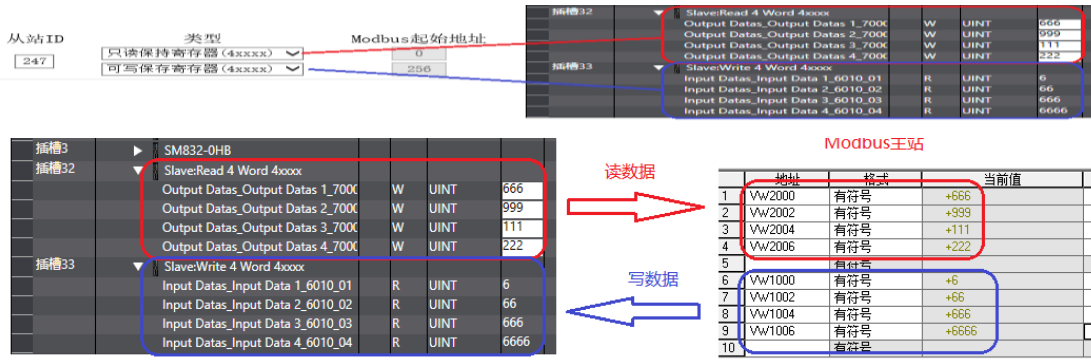 从站ID
类型
Modbus起始地址
247
只读保持寄存器(4xxxx)
0
可写保存寄存器(4xxxx)
256
插槽32
Slave:Read 4 Word 4xxxx
Output Datas_Output Datas 1_700( W UINT 666
Output Datas_Output Datas 2_700( W UINT 999
Output Datas_Output Datas 3_700( W UINT 111
Output Datas_Output Datas 4_700( W UINT 222
插槽33
Slave:Write 4 Word 4xxxx
Input Datas_Input Data 1_6010_01 R UINT 6
Input Datas_Input Data 2_6010_02 R UINT 66
Input Datas_Input Data 3_6010_03 R UINT 666
Input Datas_Input Data 4_6010_04 R UINT 6666
插槽3 SM832-0HB
插槽32 Slave:Read 4 Word 4xxxx
Output Datas_Output Datas 1_700( W UINT 666
Output Datas_Output Datas 2_700( W UINT 999
Output Datas_Output Datas 3_700( W UINT 111
Output Datas_Output Datas 4_700( W UINT 222
插槽33 Slave:Write 4 Word 4xxxx
Input Datas_Input Data 1_6010_01 R UINT 6
Input Datas_Input Data 2_6010_02 R UINT 66
Input Datas_Input Data 3_6010_03 R UINT 666
Input Datas_Input Data 4_6010_04 R UINT 6666
读数据
写数据
Modbus主站
地址 格式 当前值
1 VW2000 有符号 +666
2 VW2002 有符号 +999
3 VW2004 有符号 +111
4 VW2006 有符号 +222
5 有符号
6 VW1000 有符号 +6
7 VW1002 有符号 +66
8 VW1004 有符号 +666
9 VW1006 有符号 +6666
10 有符号